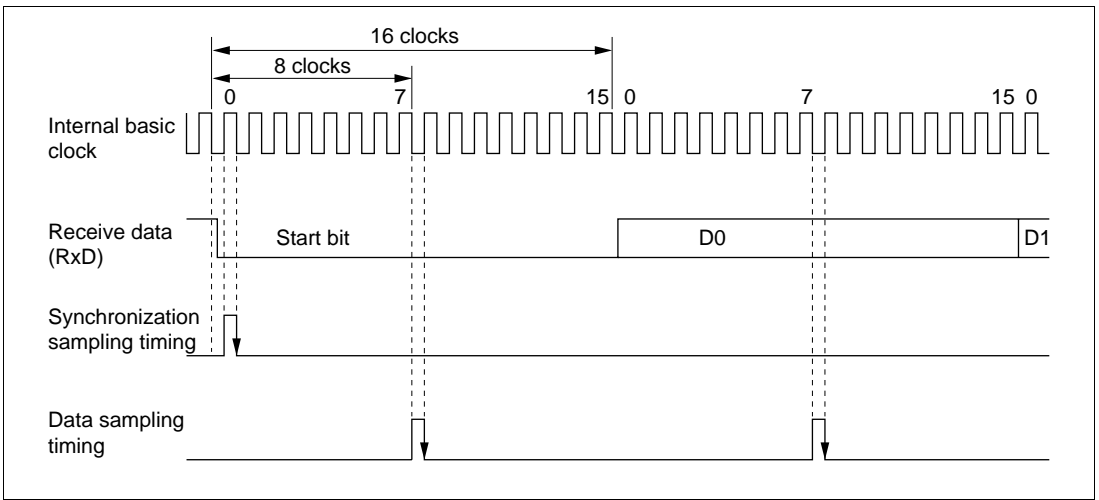 16 clocks
8 clocks
0 7 15 0 7 15 0
Internal basic
clock
Receive data
(RxD)
Start bit D0 D1
Synchronization
sampling timing
Data sampling
timing